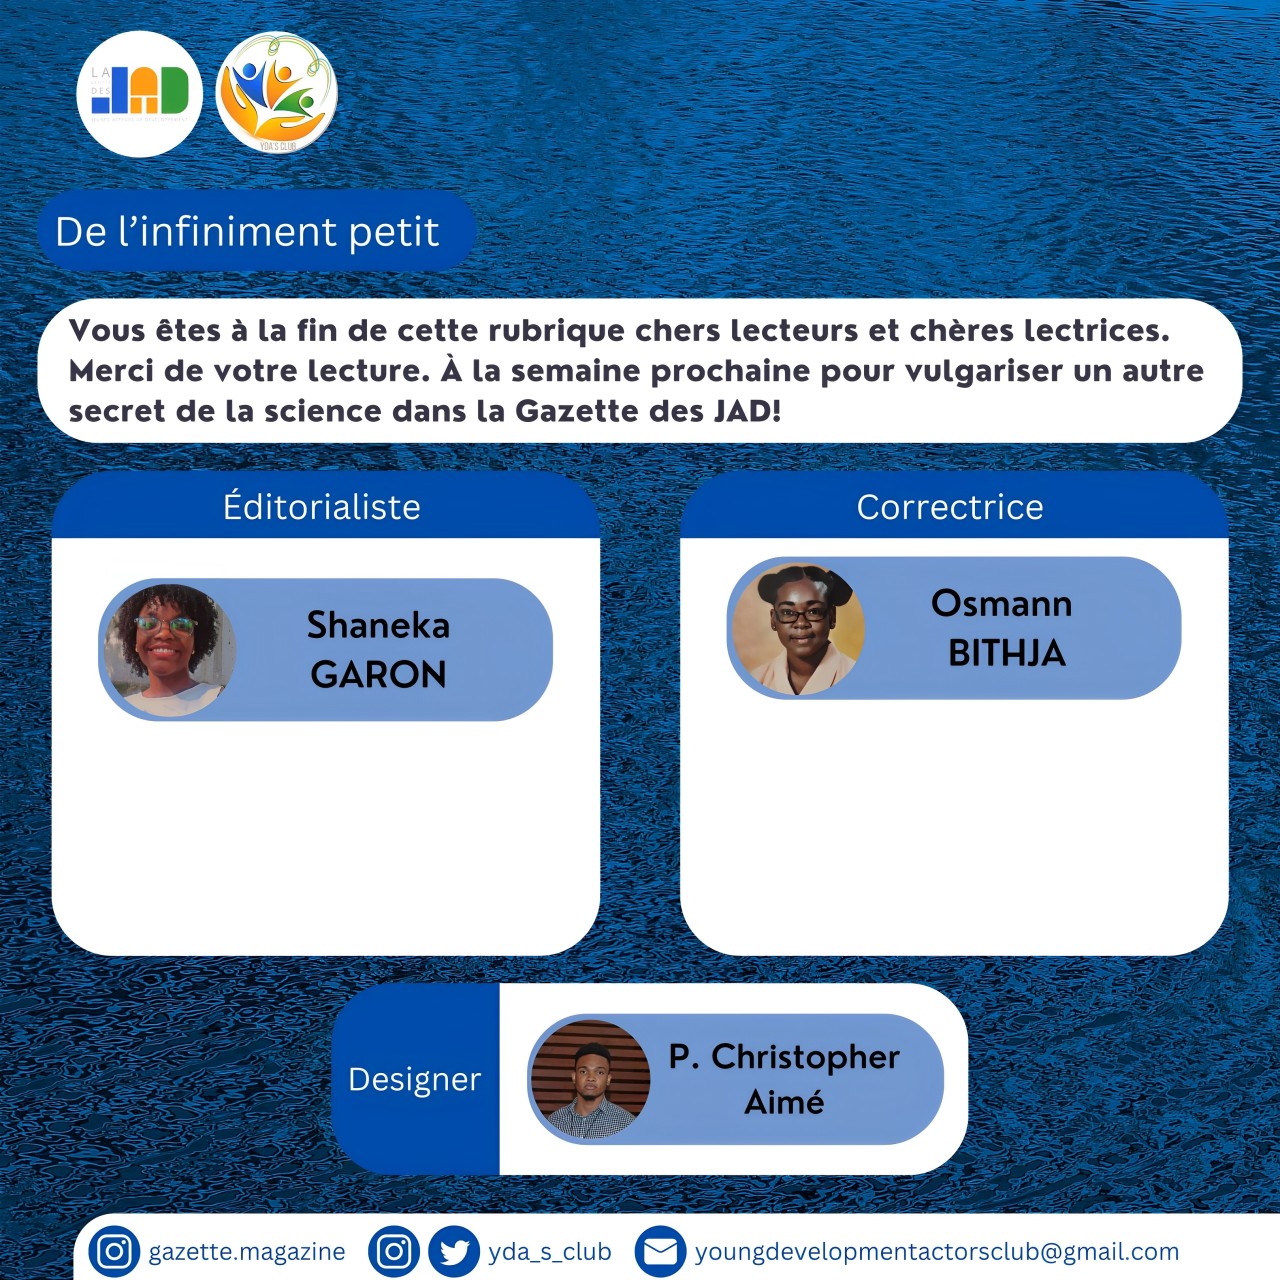 LA
DES
JAD
YDA'S CLUB
De l’infiniment petit
Vous êtes à la fin de cette rubrique chers lecteurs et chères lectrices.
Merci de votre lecture. À la semaine prochaine pour vulgariser un autre
secret de la science dans la Gazette des JAD!
Éditorialiste
Shaneka
GARON
Correctrice
Osmann
BITHJA
Designer
P. Christopher
Aimé
gazette.magazine
yda_s_club
youngdevelopmentactorsclub@gmail.com